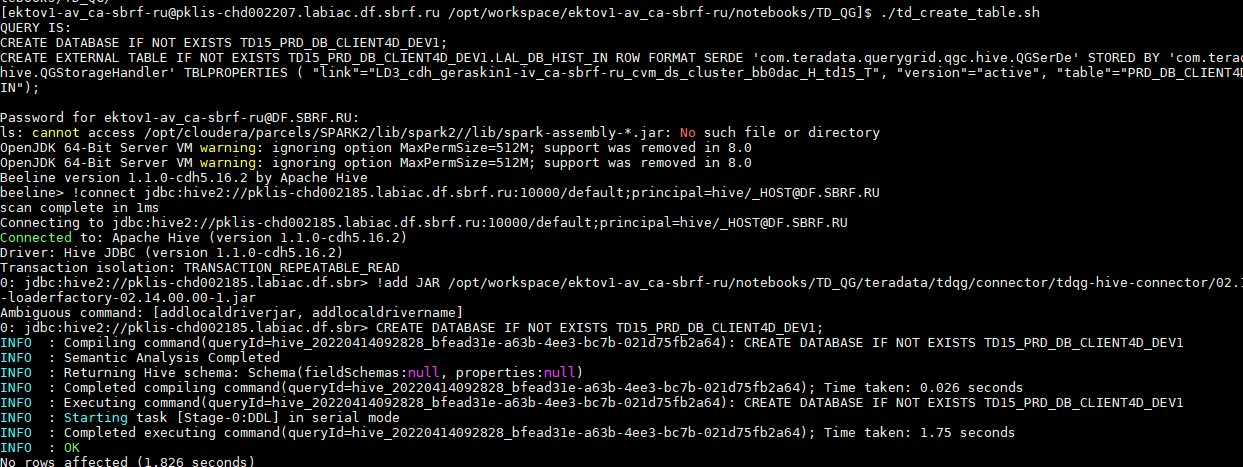 [ektov1-av_ca-sbrf-ru@pklis-chd002207.labiac.df.sbrf.ru /opt/workspace/ektov1-av_ca-sbrf-ru/notebooks/TD_QG]$ ./td_create_table.sh
QUERY IS:
CREATE DATABASE IF NOT EXISTS TD15_PRD_DB_CLIENT4D_DEV1;
CREATE EXTERNAL TABLE IF NOT EXISTS TD15_PRD_DB_CLIENT4D_DEV1.LAL_DB_HIST_IN ROW FORMAT SERDE 'com.teradata.querygrid.qgc.hive.QGSerDe' STORED BY 'com.tera
hive.QGStorageHandler' TBLPROPERTIES ( "link"="LD3_cdh_geraskin1-iv_ca-sbrf-ru_cvm_ds_cluster_bb0dac_H_td15_T", "version"="active", "table"="PRD_DB_CLIENT4D
IN");
Password for ektov1-av_ca-sbrf-ru@DF.SBRF.RU:
ls: cannot access /opt/cloudera/parcels/SPARK2/lib/spark2//lib/spark-assembly-*.jar: No such file or directory
OpenJDK 64-Bit Server VM warning: ignoring option MaxPermSize=512M; support was removed in 8.0
OpenJDK 64-Bit Server VM warning: ignoring option MaxPermSize=512M; support was removed in 8.0
Beeline version 1.1.0-cdh5.16.2 by Apache Hive
beeline> !connect jdbc:hive2://pklis-chd002185.labiac.df.sbrf.ru:10000/default;principal=hive/_HOST@DF.SBRF.RU
scan complete in 1ms
Connecting to jdbc:hive2://pklis-chd002185.labiac.df.sbrf.ru:10000/default;principal=hive/_HOST@DF.SBRF.RU
Connected to: Apache Hive (version 1.1.0-cdh5.16.2)
Driver: Hive JDBC (version 1.1.0-cdh5.16.2)
Transaction isolation: TRANSACTION_REPEATABLE_READ
0: jdbc:hive2://pklis-chd002185.labiac.df.sbr> !add JAR /opt/workspace/ektov1-av_ca-sbrf-ru/notebooks/TD_QG/teradata/tdqg/connector/tdqg-hive-connector/02.1
-loaderfactory-02.14.00.00-1.jar
Ambiguous command: [addlocaldriverjar, addlocaldrivername]
0: jdbc:hive2://pklis-chd002185.labiac.df.sbr> CREATE DATABASE IF NOT EXISTS TD15_PRD_DB_CLIENT4D_DEV1;
INFO  : Compiling command(queryId=hive_20220414092828_bfead31e-a63b-4ee3-bc7b-021d75fb2a64): CREATE DATABASE IF NOT EXISTS TD15_PRD_DB_CLIENT4D_DEV1
INFO  : Semantic Analysis Completed
INFO  : Returning Hive schema: Schema(fieldSchemas:null, properties:null)
INFO  : Completed compiling command(queryId=hive_20220414092828_bfead31e-a63b-4ee3-bc7b-021d75fb2a64); Time taken: 0.026 seconds
INFO  : Executing command(queryId=hive_20220414092828_bfead31e-a63b-4ee3-bc7b-021d75fb2a64): CREATE DATABASE IF NOT EXISTS TD15_PRD_DB_CLIENT4D_DEV1
INFO  : Starting task [Stage-0:DDL] in serial mode
INFO  : Completed executing command(queryId=hive_20220414092828_bfead31e-a63b-4ee3-bc7b-021d75fb2a64); Time taken: 1.75 seconds
INFO  : OK
No rows affected (1.826 seconds)